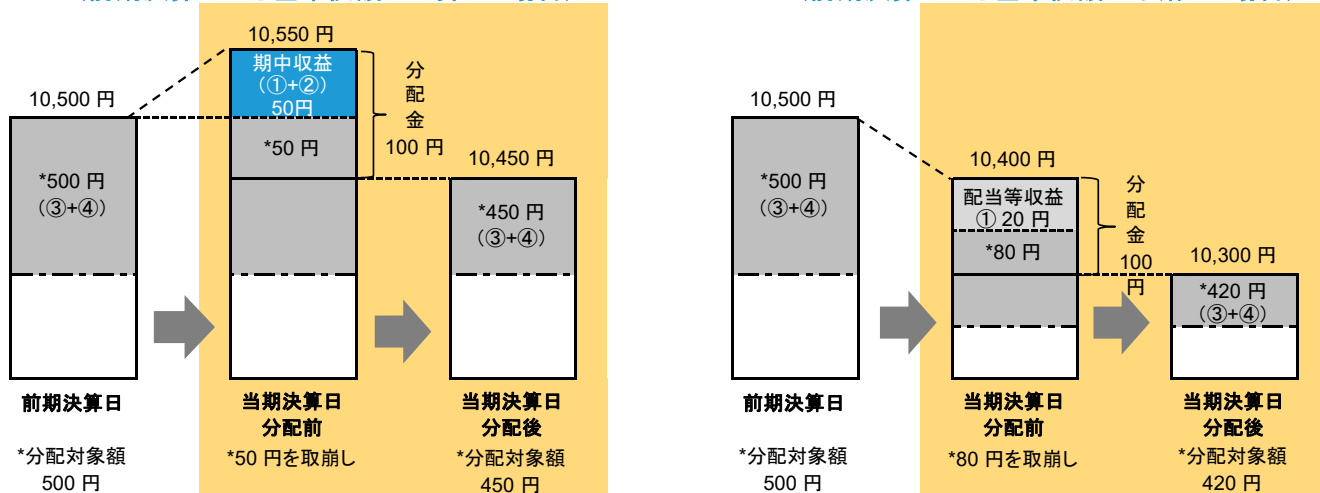 10,550 円
期中収益
(①+②)
50円
分
配
金
100 円
10,500 円
*500 円
(③+④)
*50 円
10,450 円
*450 円
(③+④)
前期決算日
当期決算日
分配前
当期決算日
分配後
*分配対象額
500 円
*50 円を取崩し
*分配対象額
450 円
10,500 円
*500 円
(③+④)
10,400 円
配当等収益
① 20 円
*80 円
分
配
金
100
円
10,300 円
*420 円
(③+④)
前期決算日
当期決算日
分配前
当期決算日
分配後
*分配対象額
500 円
*80 円を取崩し
*分配対象額
420 円